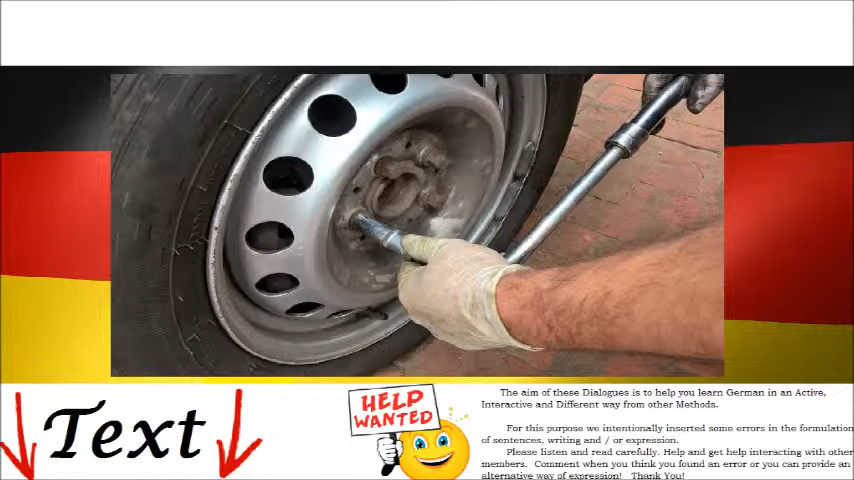 Text
HELP
WANTED
The aim of these Dialogues is to help you learn German in an Active,
Interactive and Different way from other Methods.
For this purpose we intentionally inserted some errors in the formulation
of sentences, writing and / or expression.
Please listen and read carefully. Help and get help interacting with other
members. Comment when you think you found an error or you can provide an
alternative way of expression! Thank You!